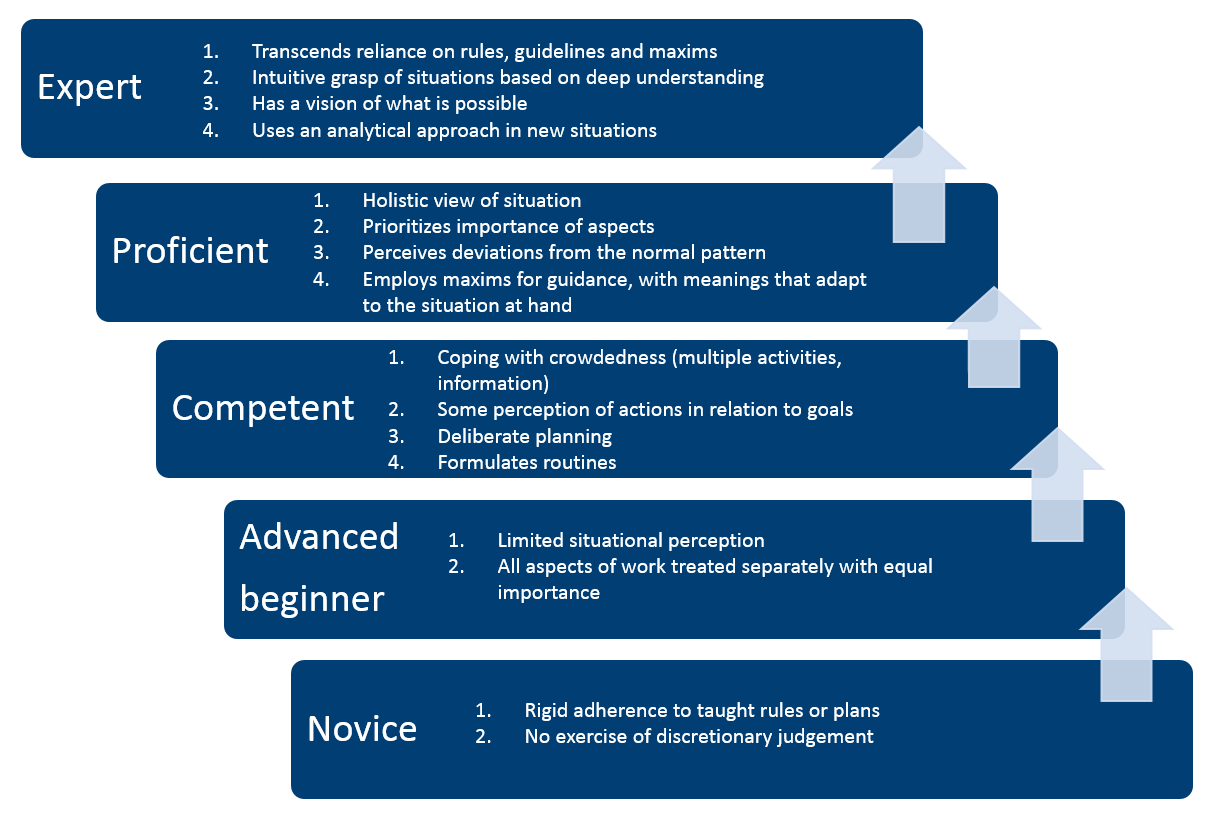 Expert
1. Transcends reliance on rules, guidelines and maxims
2. Intuitive grasp of situations based on deep understanding
3. Has a vision of what is possible
4. Uses an analytical approach in new situations
Proficient
1. Holistic view of situation
2. Prioritizes importance of aspects
3. Perceives deviations from the normal pattern
4. Employs maxims for guidance, with meanings that adapt
to the situation at hand
Competent
1. Coping with crowdedness (multiple activities,
information)
2. Some perception of actions in relation to goals
3. Deliberate planning
4. Formulates routines
Advanced
beginner
1. Limited situational perception
2. All aspects of work treated separately with equal
importance
Novice
1. Rigid adherence to taught rules or plans
2. No exercise of discretionary judgement